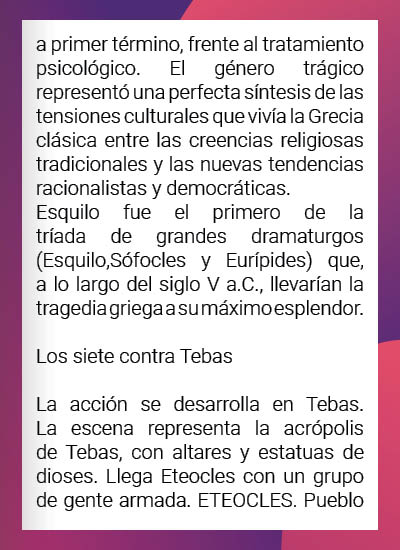 a primer término, frente al tratamiento
psicológico. El género trágico
representó una perfecta síntesis de las
tensiones culturales que vivía la Grecia
clásica entre las creencias religiosas
tradicionales y las nuevas tendencias
racionalistas y democráticas.
Esquilo fue el primero de la
tríada de grandes dramaturgos
(Esquilo,Sófocles y Eurípides) que,
a lo largo del siglo V a.C., llevarían la
tragedia griega a su máximo esplendor.

Los siete contra Tebas

La acción se desarrolla en Tebas.
La escena representa la acrópolis
de Tebas, con altares y estatuas de
dioses. Llega Eteocles con un grupo
de gente armada. ETEOCLES. Pueblo